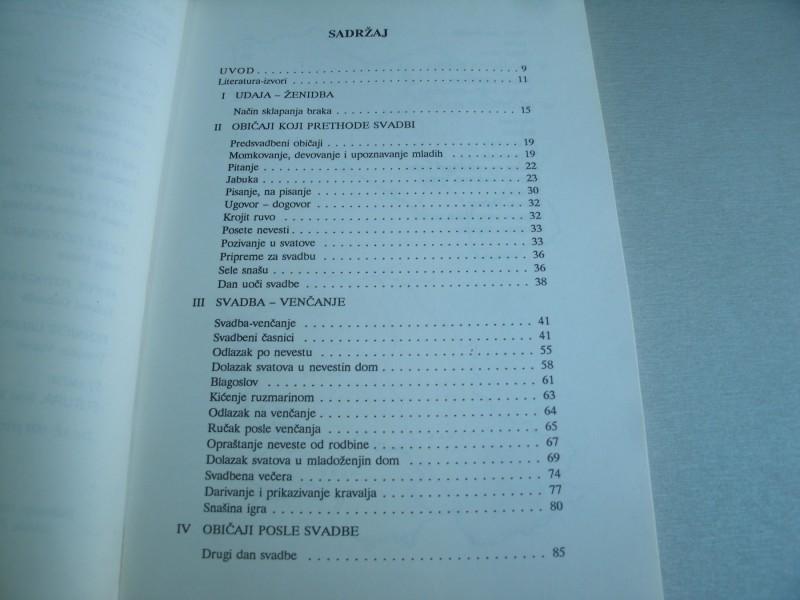 SADRŽAJ
UVOD . . . . . . . . . . . . . . . . . . . . . . . . . . . . 9
Literatura-izvori . . . . . . . . . . . . . . . . . . . . . . . . 11
I UDAJA – ŽENIDBA
Način sklapanja braka . . . . . . . . . . . . . . . . . . . . 15
II OBIČAJI KOJI PRETHODE SVADBI
Predsvadbeni običaji . . . . . . . . . . . . . . . . . . . . . 19
Momkovanje, devovanje i upoznavanje mladih . . . . . . . . . 19
Pitanje . . . . . . . . . . . . . . . . . . . . . . . . . . . . 22
Jabuka . . . . . . . . . . . . . . . . . . . . . . . . . . . . 23
Pisanje, na pisanje . . . . . . . . . . . . . . . . . . . . . . 30
Ugovor – dogovor . . . . . . . . . . . . . . . . . . . . . . 32
Krojit ruvo . . . . . . . . . . . . . . . . . . . . . . . . . . 32
Posete nevesti . . . . . . . . . . . . . . . . . . . . . . . . . 33
Pozivanje u svatove . . . . . . . . . . . . . . . . . . . . . . 33
Pripreme za svadbu . . . . . . . . . . . . . . . . . . . . . . 36
Sele snašu . . . . . . . . . . . . . . . . . . . . . . . . . . . 36
Dan uoči svadbe . . . . . . . . . . . . . . . . . . . . . . . 38
III SVADBA – VENČANJE
Svadba-venčanje . . . . . . . . . . . . . . . . . . . . . . . 41
Svadbeni časnici . . . . . . . . . . . . . . . . . . . . . . . 41
Odlazak po nevestu . . . . . . . . . . . . . . . . . . . . . . 55
Dolazak svatova u nevestin dom . . . . . . . . . . . . . . . . 58
Blagoslov . . . . . . . . . . . . . . . . . . . . . . . . . . . 61
Kićenje ruzmarinom . . . . . . . . . . . . . . . . . . . . . 63
Odlazak na venčanje . . . . . . . . . . . . . . . . . . . . . 64
Ručak posle venčanja . . . . . . . . . . . . . . . . . . . . . 65
Opraštanje neveste od rodbine . . . . . . . . . . . . . . . . . 67
Dolazak svatova u mladoženjin dom . . . . . . . . . . . . . . 69
Svadbena večera . . . . . . . . . . . . . . . . . . . . . . . 74
Darivanje i prikazivanje kravalja . . . . . . . . . . . . . . . . 77
Snašina igra . . . . . . . . . . . . . . . . . . . . . . . . . . 80
IV OBIČAJI POSLE SVADBE
Drugi dan svadbe . . . . . . . . . . . . . . . . . . . . . . . 85